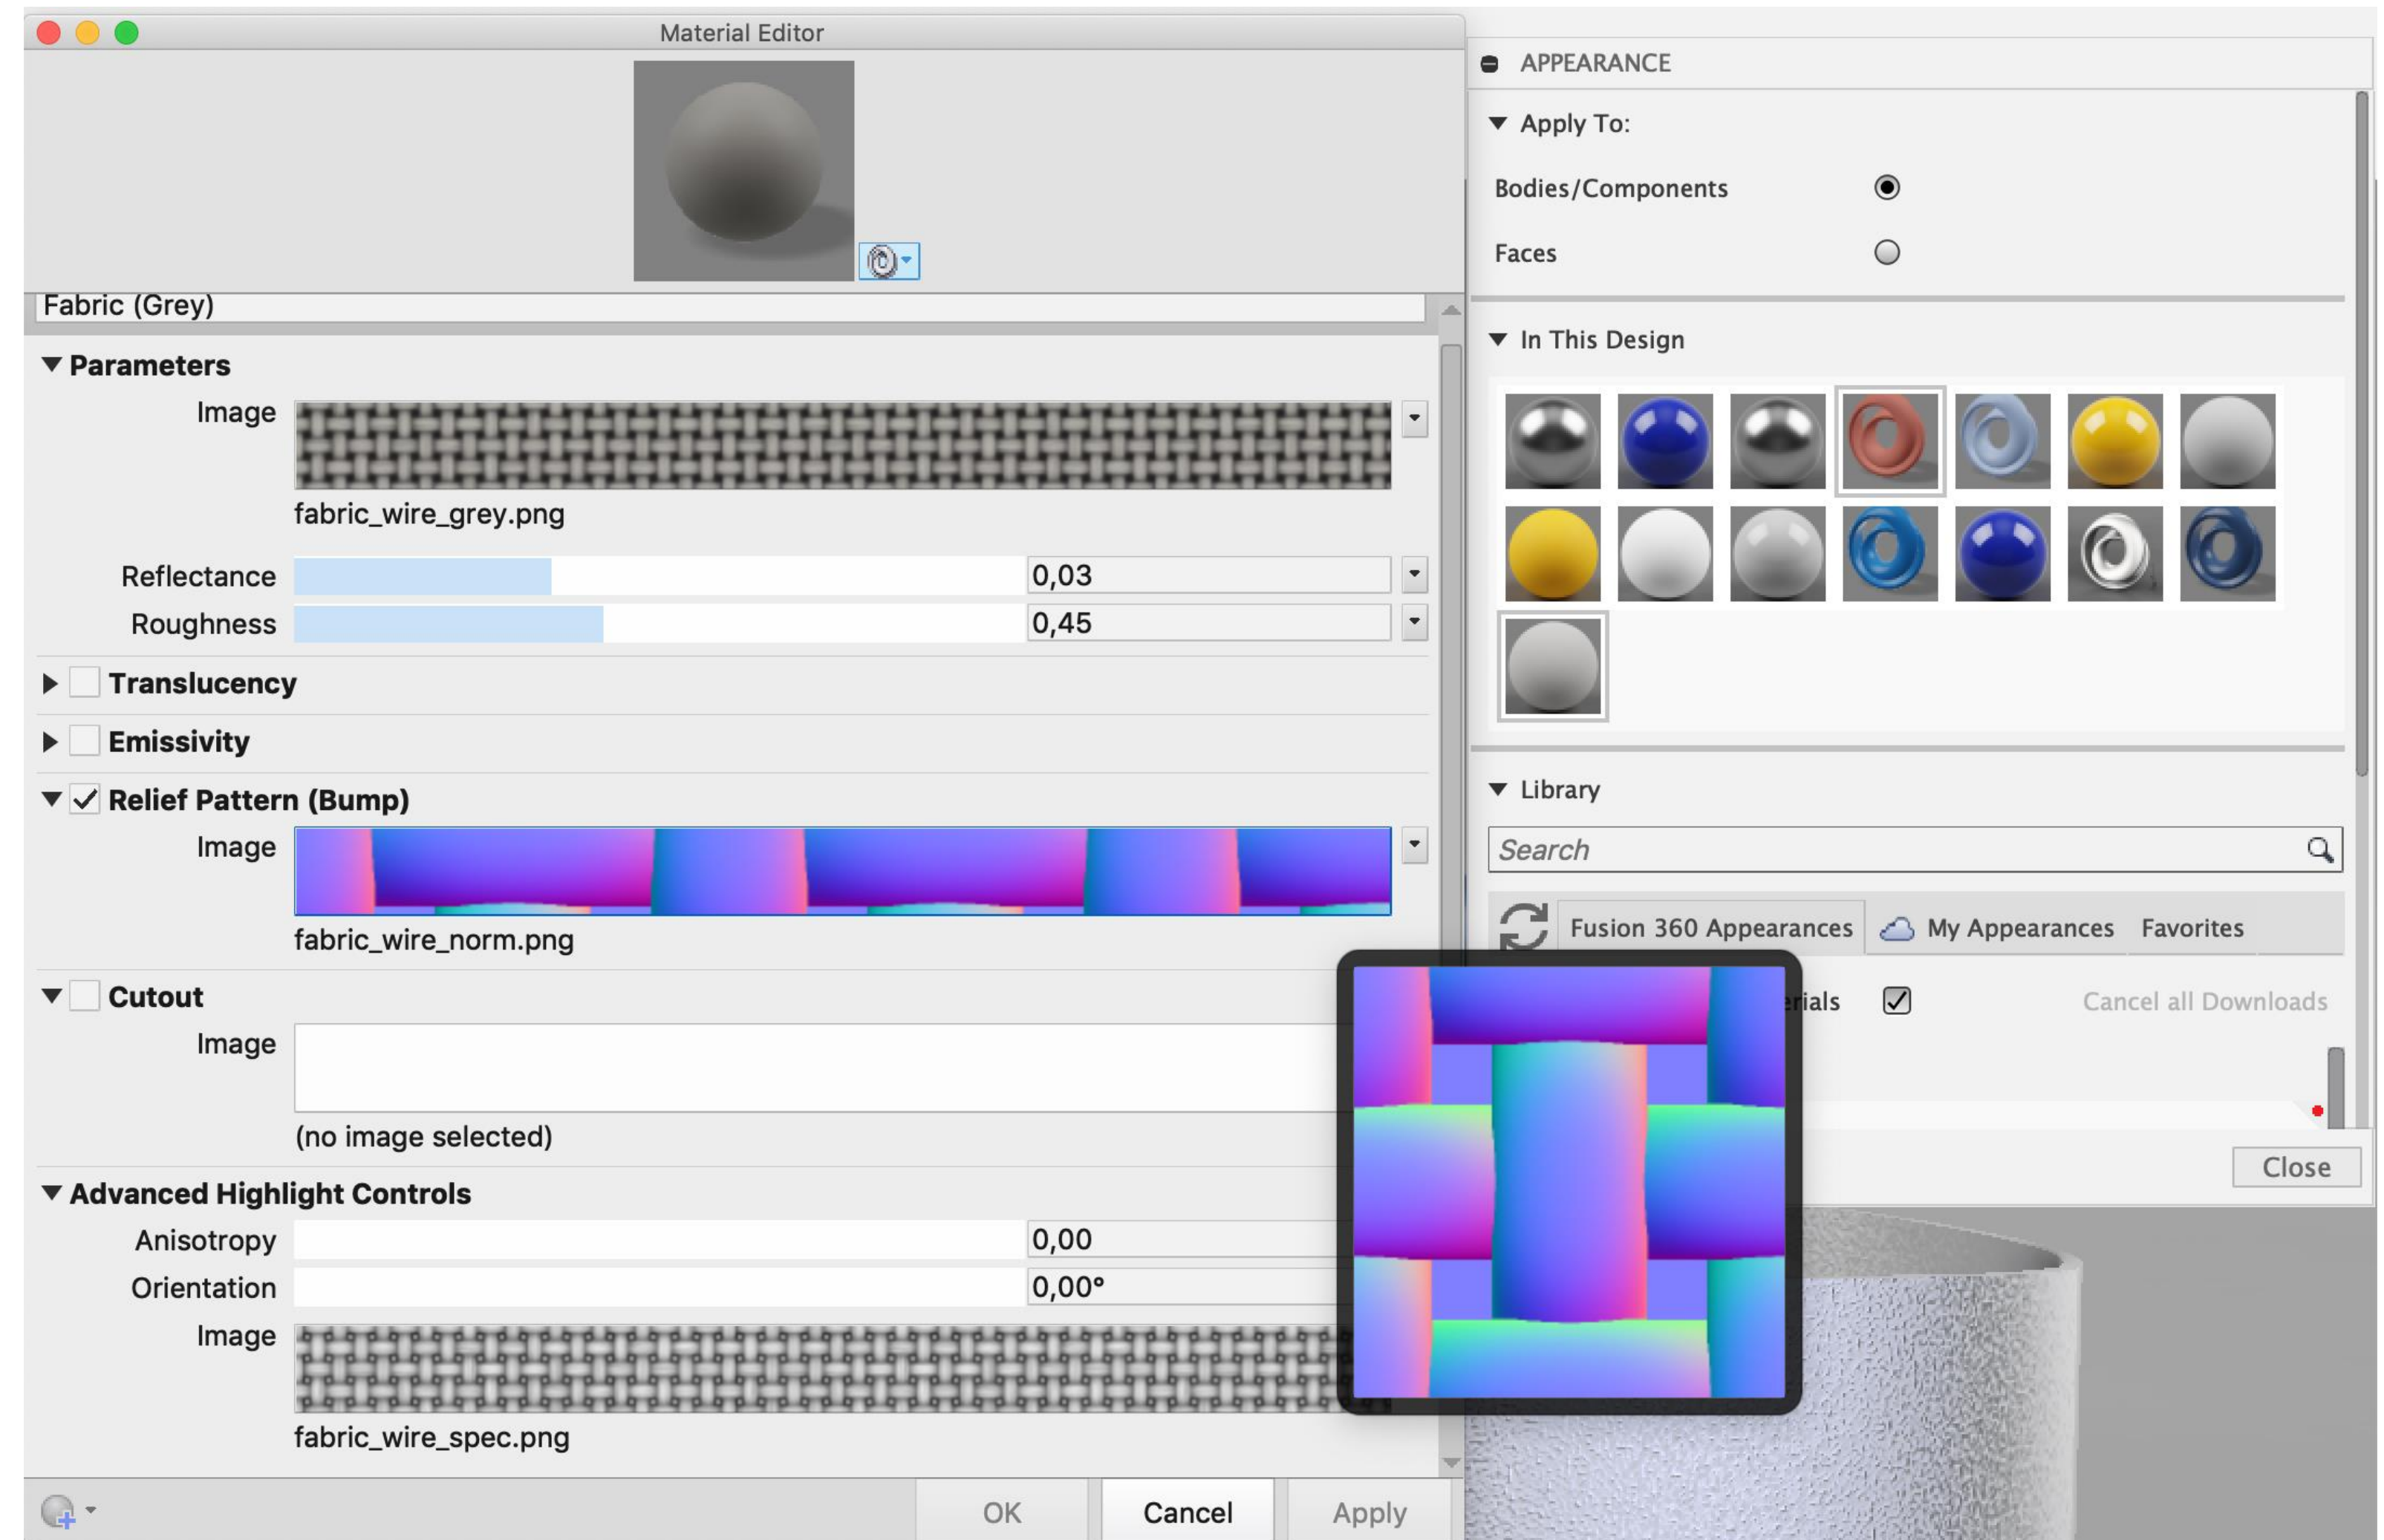 Material Editor
Fabric (Grey)
Parameters
Image
fabric_wire_grey.png
Reflectance 0,03
Roughness 0,45
Translucency
Emissivity
Relief Pattern (Bump)
Image
fabric_wire_norm.png
Cutout
Image
(no image selected)
Advanced Highlight Controls
Anisotropy 0,00
Orientation 0,00°
Image
fabric_wire_spec.png
OK Cancel Apply
APPEARANCE
Apply To:
Bodies/Components
Faces
In This Design
Library
Search
Fusion 360 Appearances My Appearances Favorites
Cancel all Downloads
Close